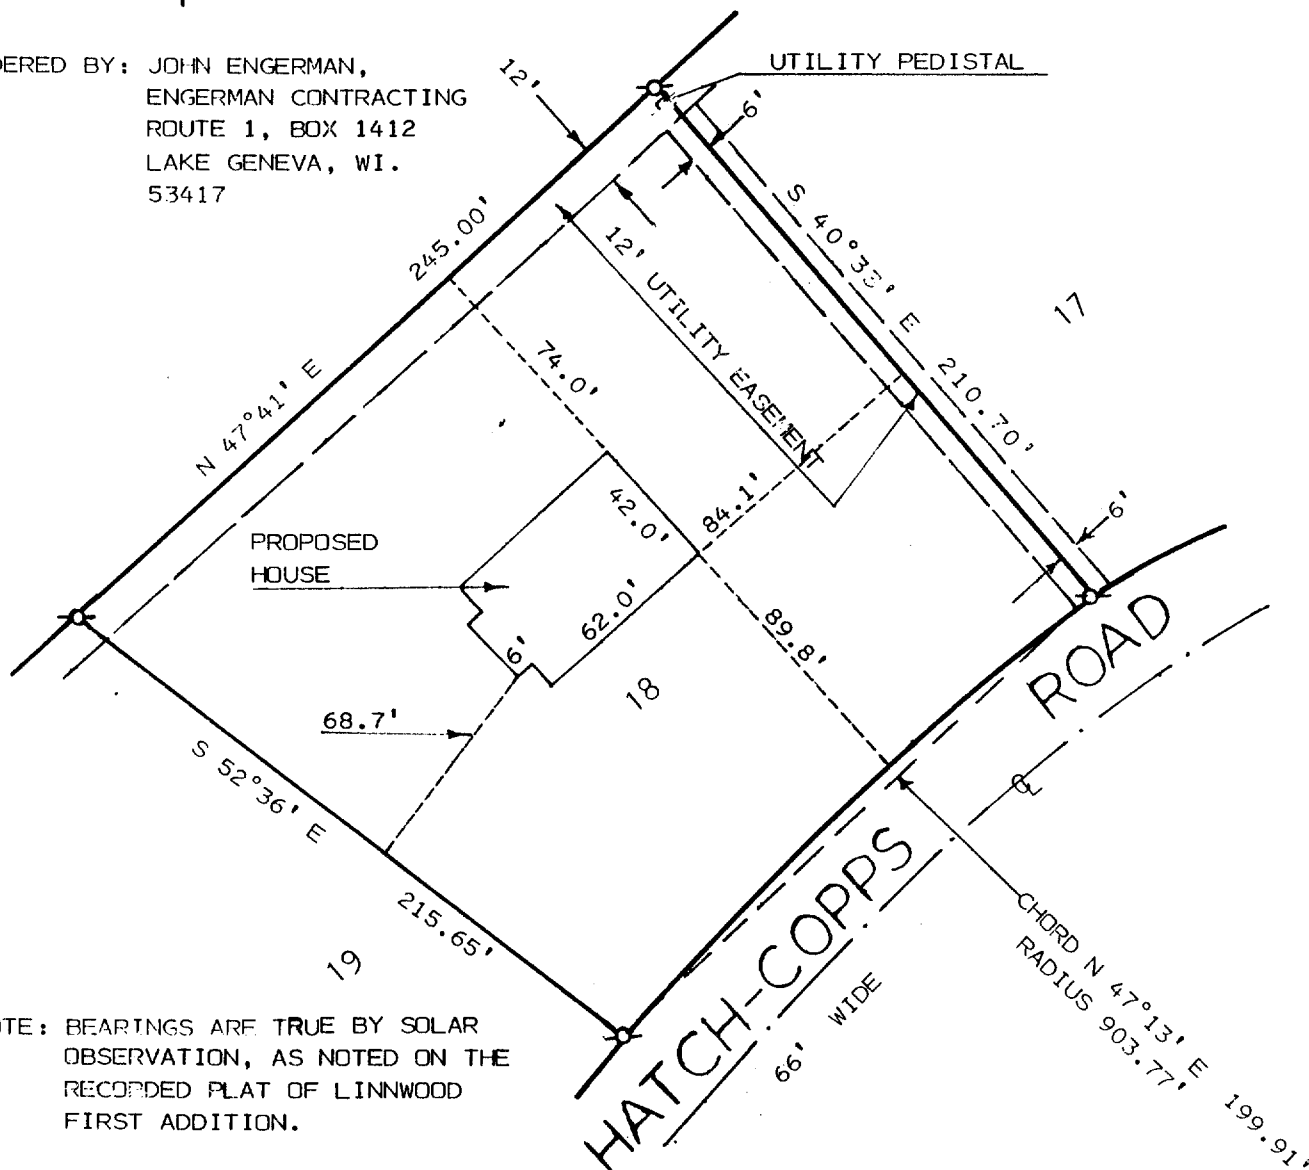 DERED BY: JOHN ENGERMAN,
ENGERMAN CONTRACTING
ROUTE 1, BOX 1412
LAKE GENEVA, WI.
53417
UTILITY PEDISTAL
12'
6'
245.00'
N 47°41' E
12' UTILITY EASEMENT
S 40°33' E 210.70'
17
74.0'
42.0'
84.1'
6'
PROPOSED
HOUSE
62.0'
6'
89.8'
18
68.7'
S 52°36' E
215.65'
19
HATCH-COPPS ROAD
66' WIDE
CHORD N 47°13' E 199.91'
RADIUS 903.77'
OTE: BEARINGS ARE TRUE BY SOLAR
OBSERVATION, AS NOTED ON THE
RECORDED PLAT OF LINNWOOD
FIRST ADDITION.